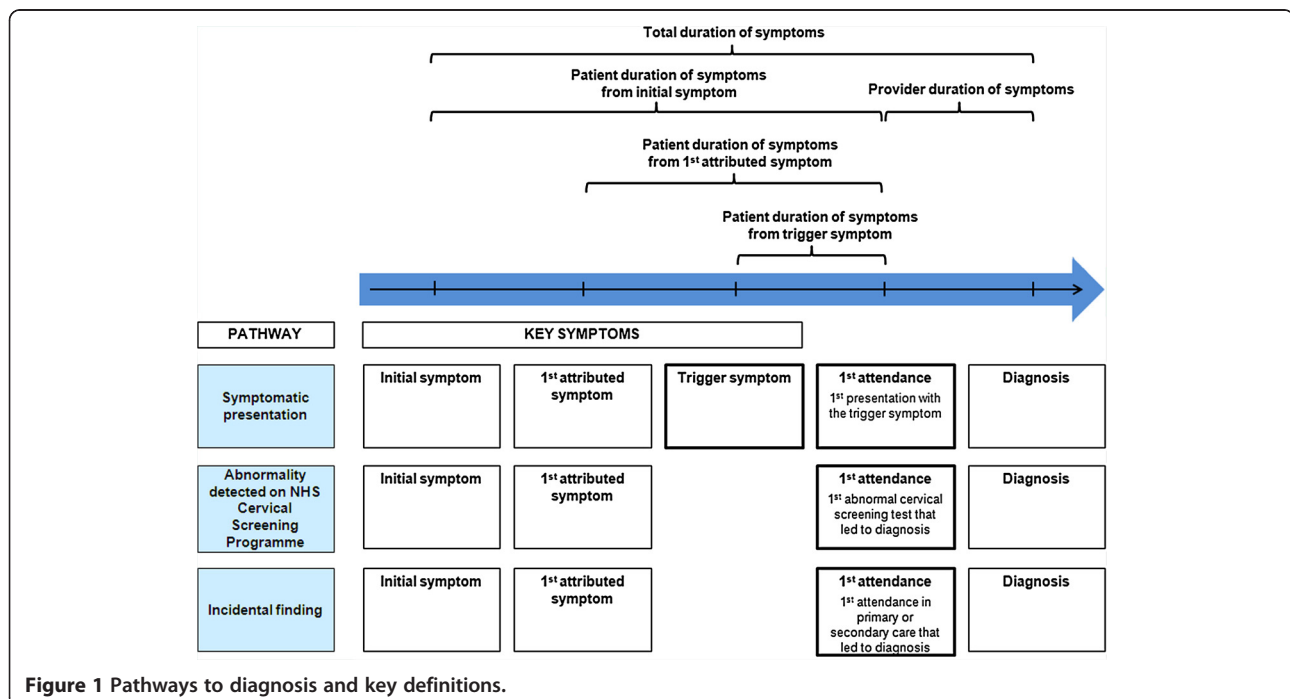 Total duration of symptoms
Patient duration of symptoms
from initial symptom
Provider duration of symptoms
Patient duration of symptoms
from 1st attributed symptom
Patient duration of symptoms
from trigger symptom
PATHWAY
KEY SYMPTOMS
Symptomatic
presentation
Initial symptom
1st attributed
symptom
Trigger symptom
1st attendance
1st presentation with
the trigger symptom
Diagnosis
Abnormality
detected on NHS
Cervical
Screening
Programme
Initial symptom
1st attributed
symptom
1st attendance
1st abnormal cervical
screening test that
led to diagnosis
Diagnosis
Incidental finding
Initial symptom
1st attributed
symptom
1st attendance
1st attendance in
primary or
secondary care that
led to diagnosis
Diagnosis
Figure 1 Pathways to diagnosis and key definitions.